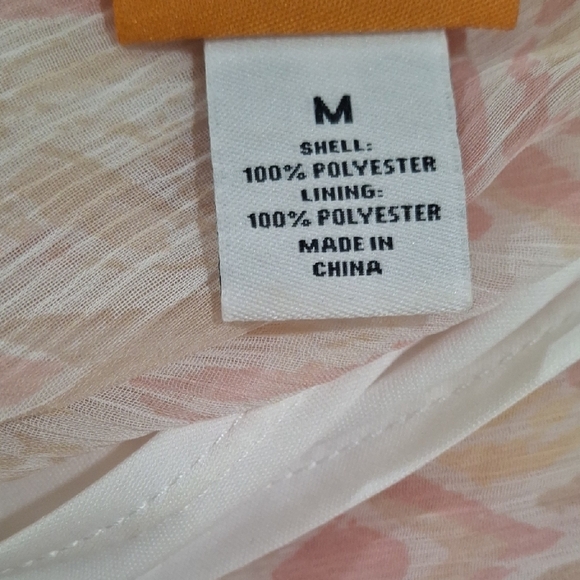 M
SHELL:
100% POLYESTER
LINING:
100% POLYESTER
MADE IN
CHINA